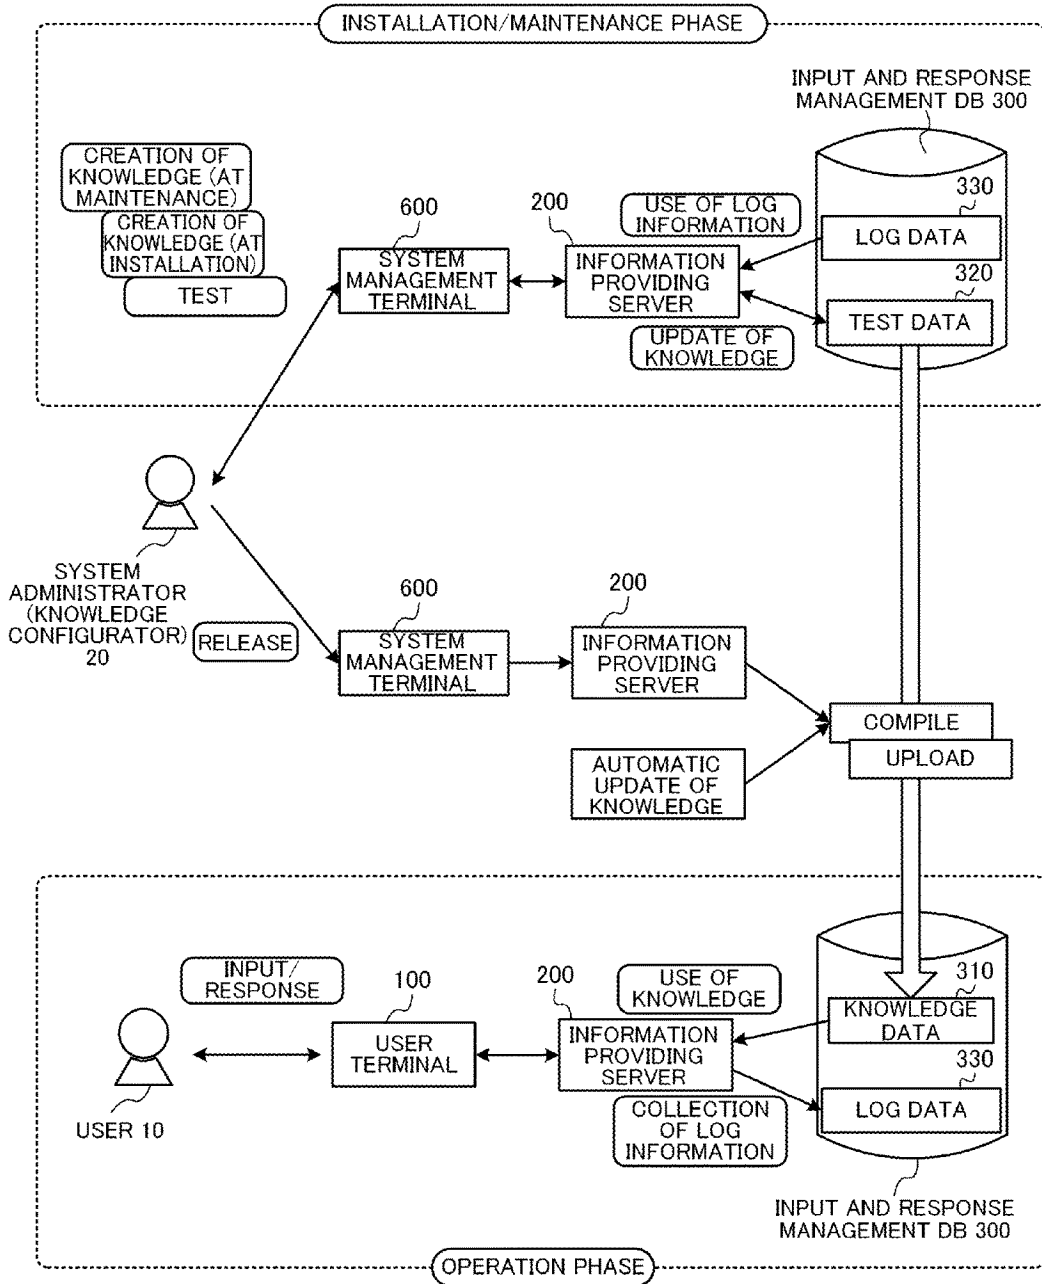 INSTALLATION/MAINTENANCE PHASE
INPUT AND RESPONSE
MANAGEMENT DB 300
CREATION OF
KNOWLEDGE (AT
MAINTENANCE)
CREATION OF
KNOWLEDGE (AT
INSTALLATION)
TEST
600
SYSTEM
MANAGEMENT
TERMINAL
200
INFORMATION
PROVIDING
SERVER
USE OF LOG
INFORMATION
UPDATE OF
KNOWLEDGE
330
LOG DATA
320
TEST DATA
SYSTEM
ADMINISTRATOR
(KNOWLEDGE
CONFIGURATOR) 20
RELEASE
600
SYSTEM
MANAGEMENT
TERMINAL
200
INFORMATION
PROVIDING
SERVER
AUTOMATIC
UPDATE OF
KNOWLEDGE
COMPILE
UPLOAD
INPUT/
RESPONSE
USER 10
100
USER
TERMINAL
200
INFORMATION
PROVIDING
SERVER
USE OF
KNOWLEDGE
COLLECTION
OF LOG
INFORMATION
310
KNOWLEDGE
DATA
330
LOG DATA
INPUT AND RESPONSE
MANAGEMENT DB 300
OPERATION PHASE